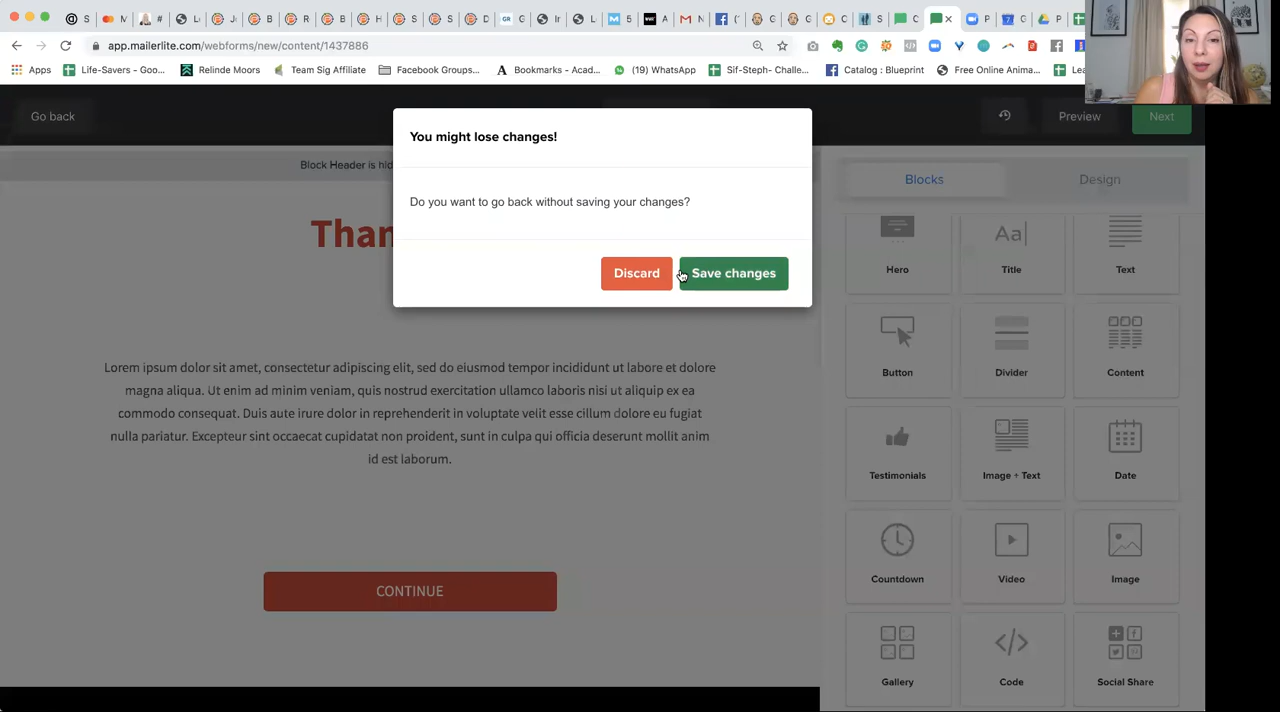 @ S
M
#
L
J
B
R
B
H
S
S
D
GR G
Ir
L
5
A
N
('
C
C
C
S
C
P
C
P
app.mailerlite.com/webforms/new/content/1437886
Apps
Life-Savers - Goo...
Relinde Moors
Team Sig Affiliate
Facebook Groups...
A Bookmarks - Acad...
(19) WhatsApp
Sif-Steph- Challe...
Catalog : Blueprint
Free Online Anima...
Lea
Go back
Preview
Next
You might lose changes!
Block Header is hid
Blocks
Design
Do you want to go back without saving your changes?
Than
Aa
Hero
Title
Text
Discard
Save changes
Button
Divider
Content
Lorem ipsum dolor sit amet, consectetur adipiscing elit, sed do eiusmod tempor incididunt ut labore et dolore
magna aliqua. Ut enim ad minim veniam, quis nostrud exercitation ullamco laboris nisi ut aliquip ex ea
commodo consequat. Duis aute irure dolor in reprehenderit in voluptate velit esse cillum dolore eu fugiat
nulla pariatur. Excepteur sint occaecat cupidatat non proident, sunt in culpa qui officia deserunt mollit anim
id est laborum.
Testimonials
Image + Text
Date
Countdown
Video
Image
CONTINUE
Gallery
Code
Social Share